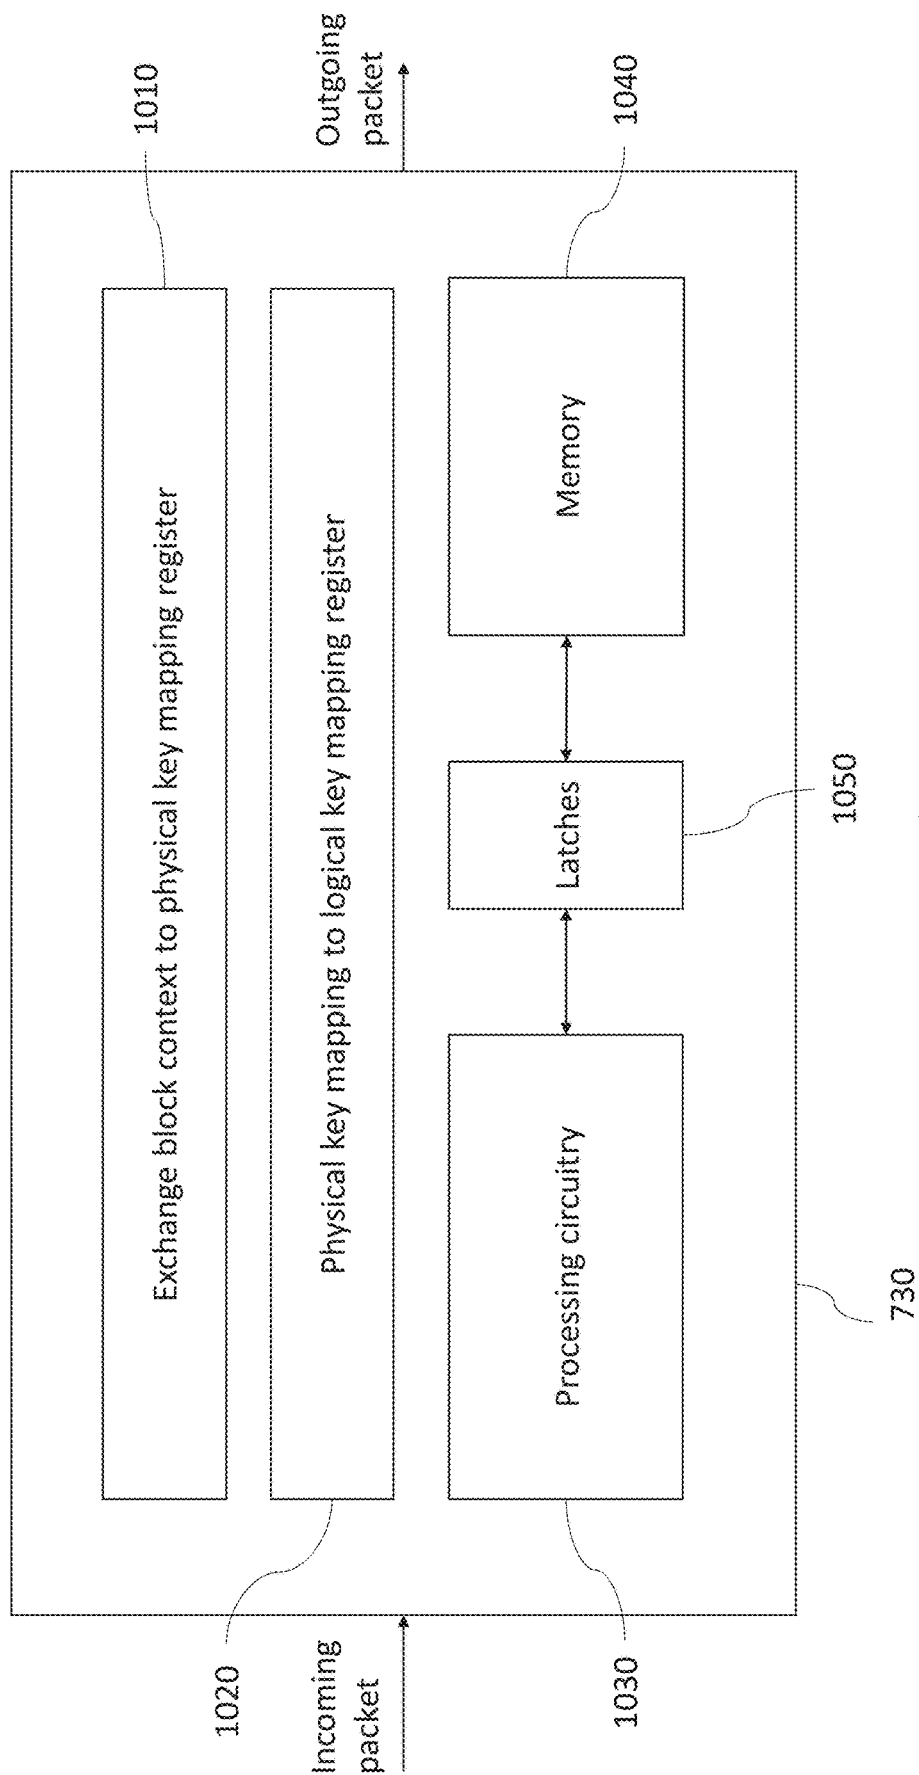 1010
Exchange block context to physical key mapping register
Physical key mapping to logical key mapping register
1020
Incoming
packet
Outgoing
packet
Processing circuitry
Latches
Memory
1030
1040
1050
730